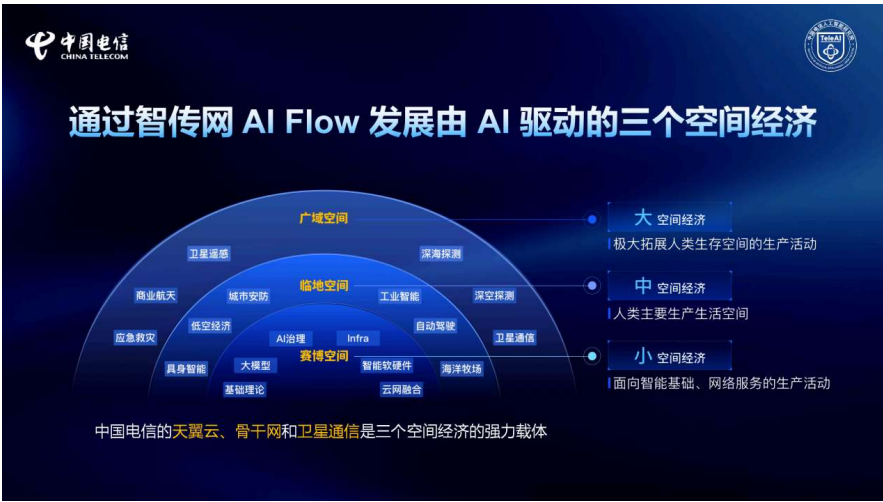 中国电信
CHINA TELECOM
TeleAI
通过智传网 AI Flow 发展由 AI 驱动的三个空间经济
广域空间
卫星遥感
深海探测
商业航天
深空探测
应急救灾
卫星通信
临地空间
城市安防
工业智能
低空经济
自动驾驶
具身智能
海洋牧场
AI治理
Infra
赛博空间
大模型
智能软硬件
基础理论
云网融合
大 空间经济
极大拓展人类生存空间的生产活动
中 空间经济
人类主要生产生活空间
小 空间经济
面向智能基础、网络服务的生产活动
中国电信的天翼云、骨干网和卫星通信是三个空间经济的强力载体